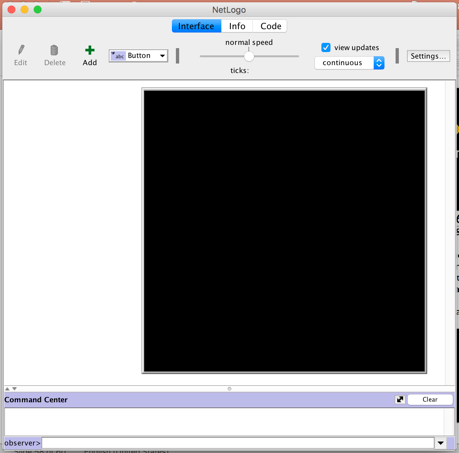 NetLogo
Interface Info Code
normal speed
Edit Delete Add abc Button view updates continuous Settings...
ticks:
Command Center Clear
observer>